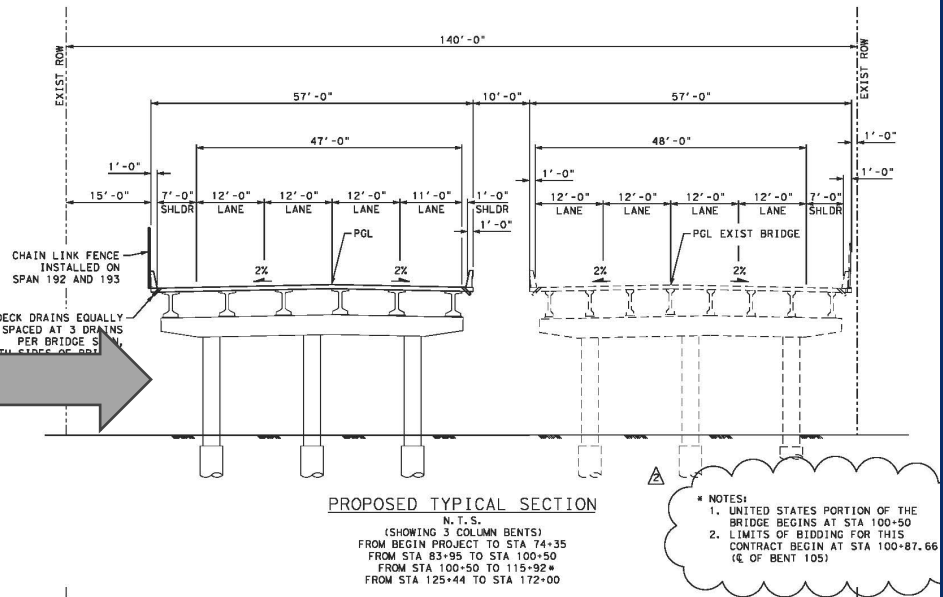 140'-0"
EXIST ROW
EXIST ROW
57'-0"
10'-0"
57'-0"
47'-0"
48'-0"
1'-0"
1'-0"
1'-0"
1'-0"
15'-0"
7'-0"
SHLDR
12'-0"
LANE
12'-0"
LANE
12'-0"
LANE
11'-0"
LANE
1'-0"
SHLDR
1'-0"
12'-0"
LANE
12'-0"
LANE
12'-0"
LANE
12'-0"
LANE
7'-0"
SHLDR
PGL
PGL EXIST BRIDGE
CHAIN LINK FENCE
INSTALLED ON
SPAN 192 AND 193
2%
2%
2%
2%
DECK DRAINS EQUALLY
SPACED AT 3 DRAINS
PER BRIDGE
SIDES OF
2
PROPOSED TYPICAL SECTION
N.T.S.
(SHOWING 3 COLUMN BENTS)
FROM BEGIN PROJECT TO STA 74+35
FROM STA 83+95 TO STA 100+50
FROM 100+50 TO 115+92*
FROM STA 125+44 TO STA 172+00
* NOTES:
1. UNITED STATES PORTION OF THE
BRIDGE BEGINS AT STA 100+50
2. LIMITS OF BIDDING FOR THIS
CONTRACT BEGIN AT STA 100+87.66
(℄ OF BENT 105)